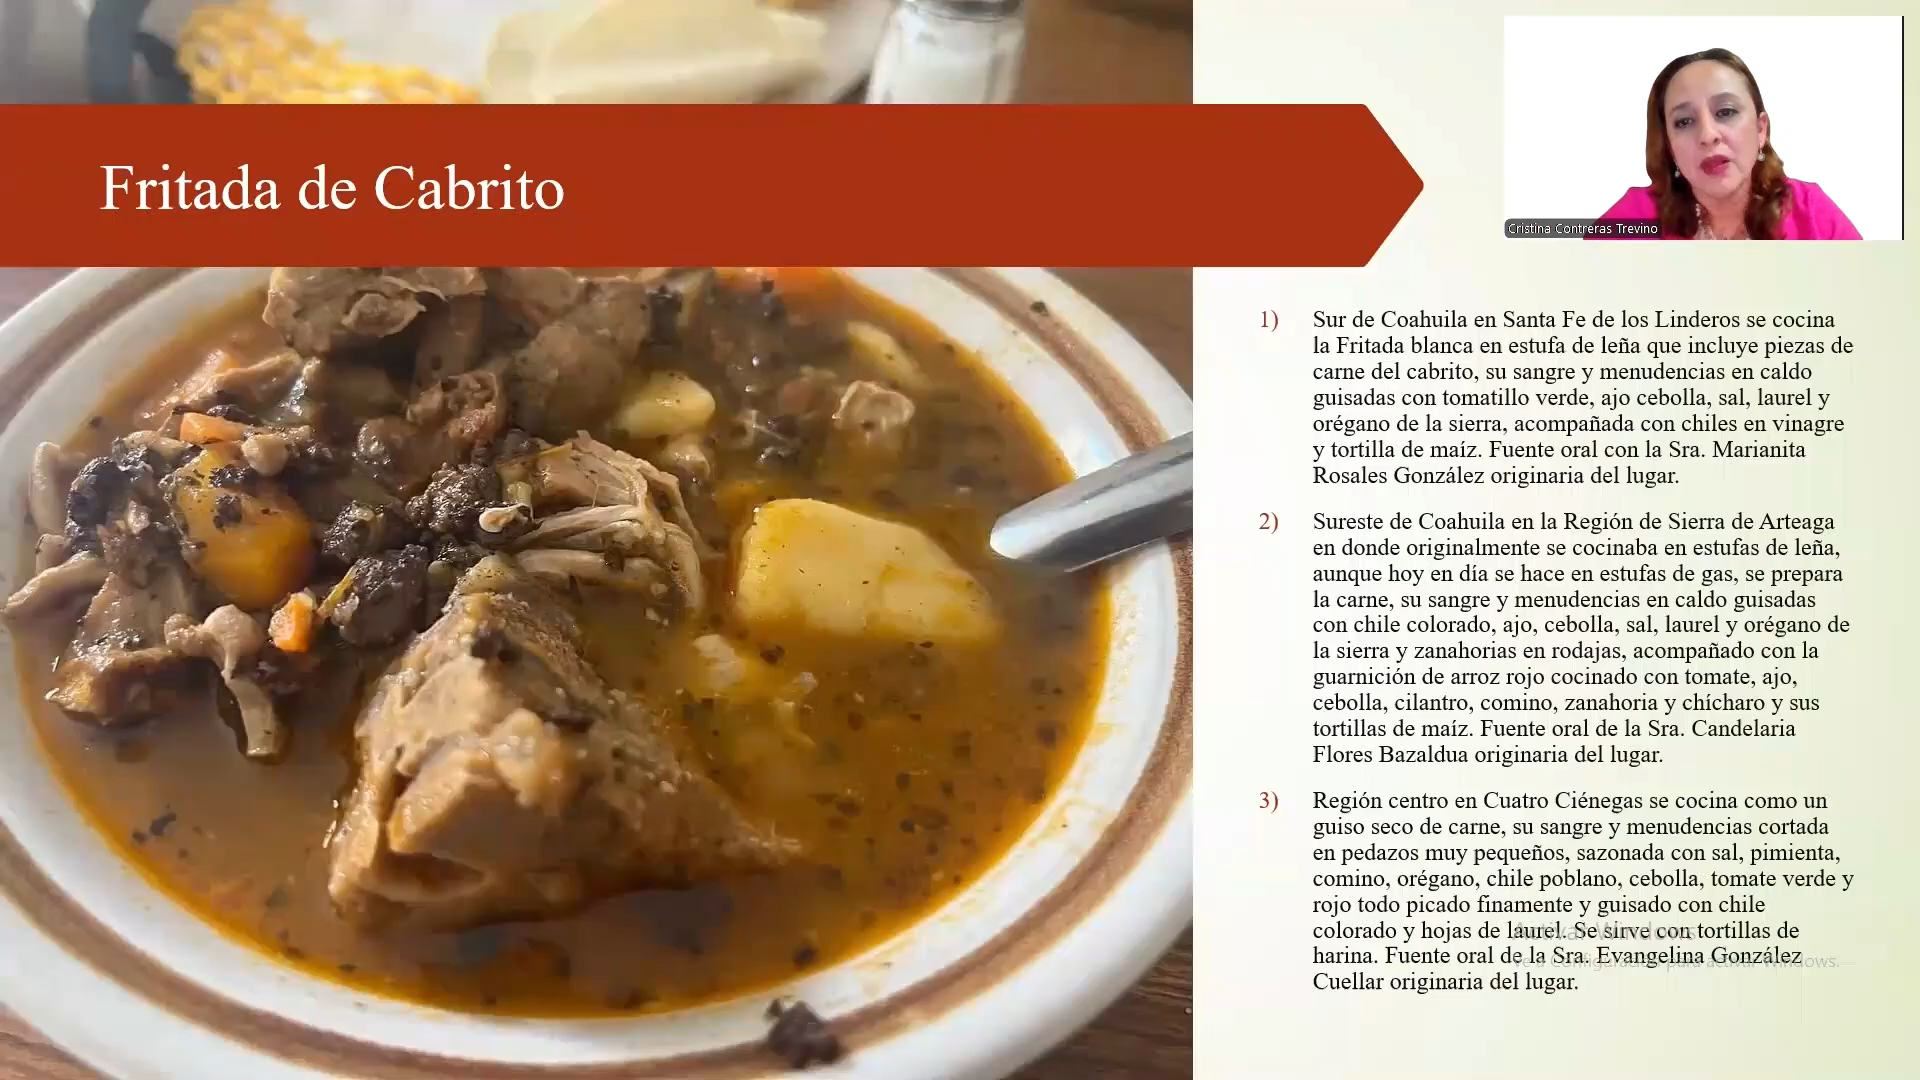 Fritada de Cabrito
Cristina Contreras Trevino
1) Sur de Coahuila en Santa Fe de los Linderos se cocina
la Fritada blanca en estufa de leña que incluye piezas de
carne del cabrito, su sangre y menudencias en caldo
guisadas con tomatillo verde, ajo cebolla, sal, laurel y
orégano de la sierra, acompañada con chiles en vinagre
y tortilla de maíz. Fuente oral con la Sra. Marianita
Rosales González originaria del lugar.
2) Sureste de Coahuila en la Región de Sierra de Arteaga
en donde originalmente se cocinaba en estufas de leña,
aunque hoy en día se hace en estufas de gas, se prepara
la carne, su sangre y menudencias en caldo guisadas
con chile colorado, ajo, cebolla, sal, laurel y orégano de
la sierra y zanahorias en rodajas, acompañado con la
guarnición de arroz rojo cocinado con tomate, ajo,
cebolla, cilantro, comino, zanahoria y chícharo y sus
tortillas de maíz. Fuente oral de la Sra. Candelaria
Flores Bazaldua originaria del lugar.
3) Región centro en Cuatro Ciénegas se cocina como un
guiso seco de carne, su sangre y menudencias cortada
en pedazos muy pequeños, sazonada con sal, pimienta,
comino, orégano, chile poblano, cebolla, tomate verde y
rojo todo picado finamente y guisado con chile
colorado y hojas de laurel. Se sirve con tortillas de
harina. Fuente oral de la Sra. Evangelina González
Cuellar originaria del lugar.
Activar Windows
Ve a Configuración para activar Windows.